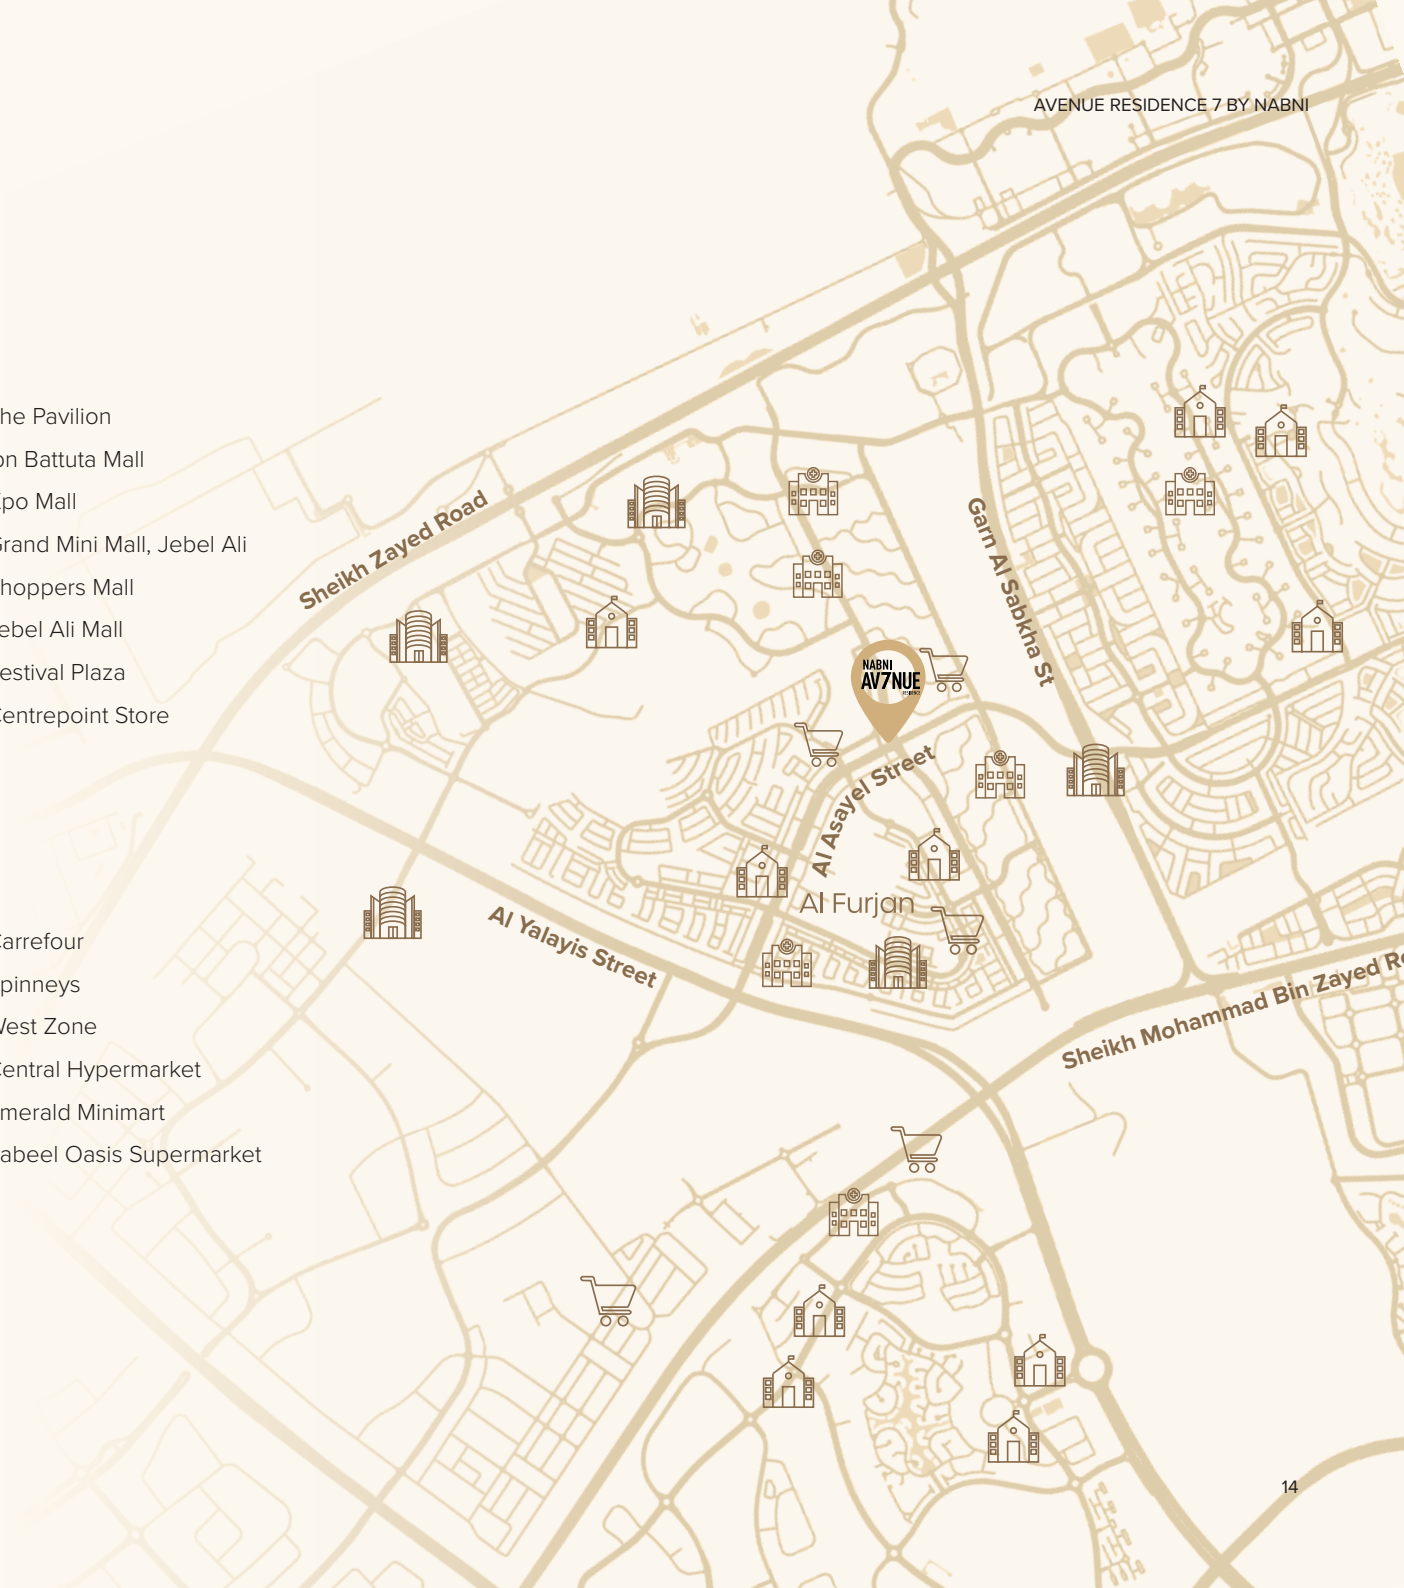 AVENUE RESIDENCE 7 BY NABNI
he Pavilion
bn Battuta Mall
xpo Mall
Grand Mini Mall, Jebel Ali
hoppers Mall
ebel Ali Mall
estival Plaza
Centrepoint Store
Sheikh Zayed Road
Garn Al Sabkha St
NABNI
AV7NUE
RESIDENCE
Al Asayel Street
Al Furjan
Al Yalayis Street
Sheikh Mohammad Bin Zayed Ro
Carrefour
pinneys
West Zone
Central Hypermarket
merald Minimart
abeel Oasis Supermarket
14